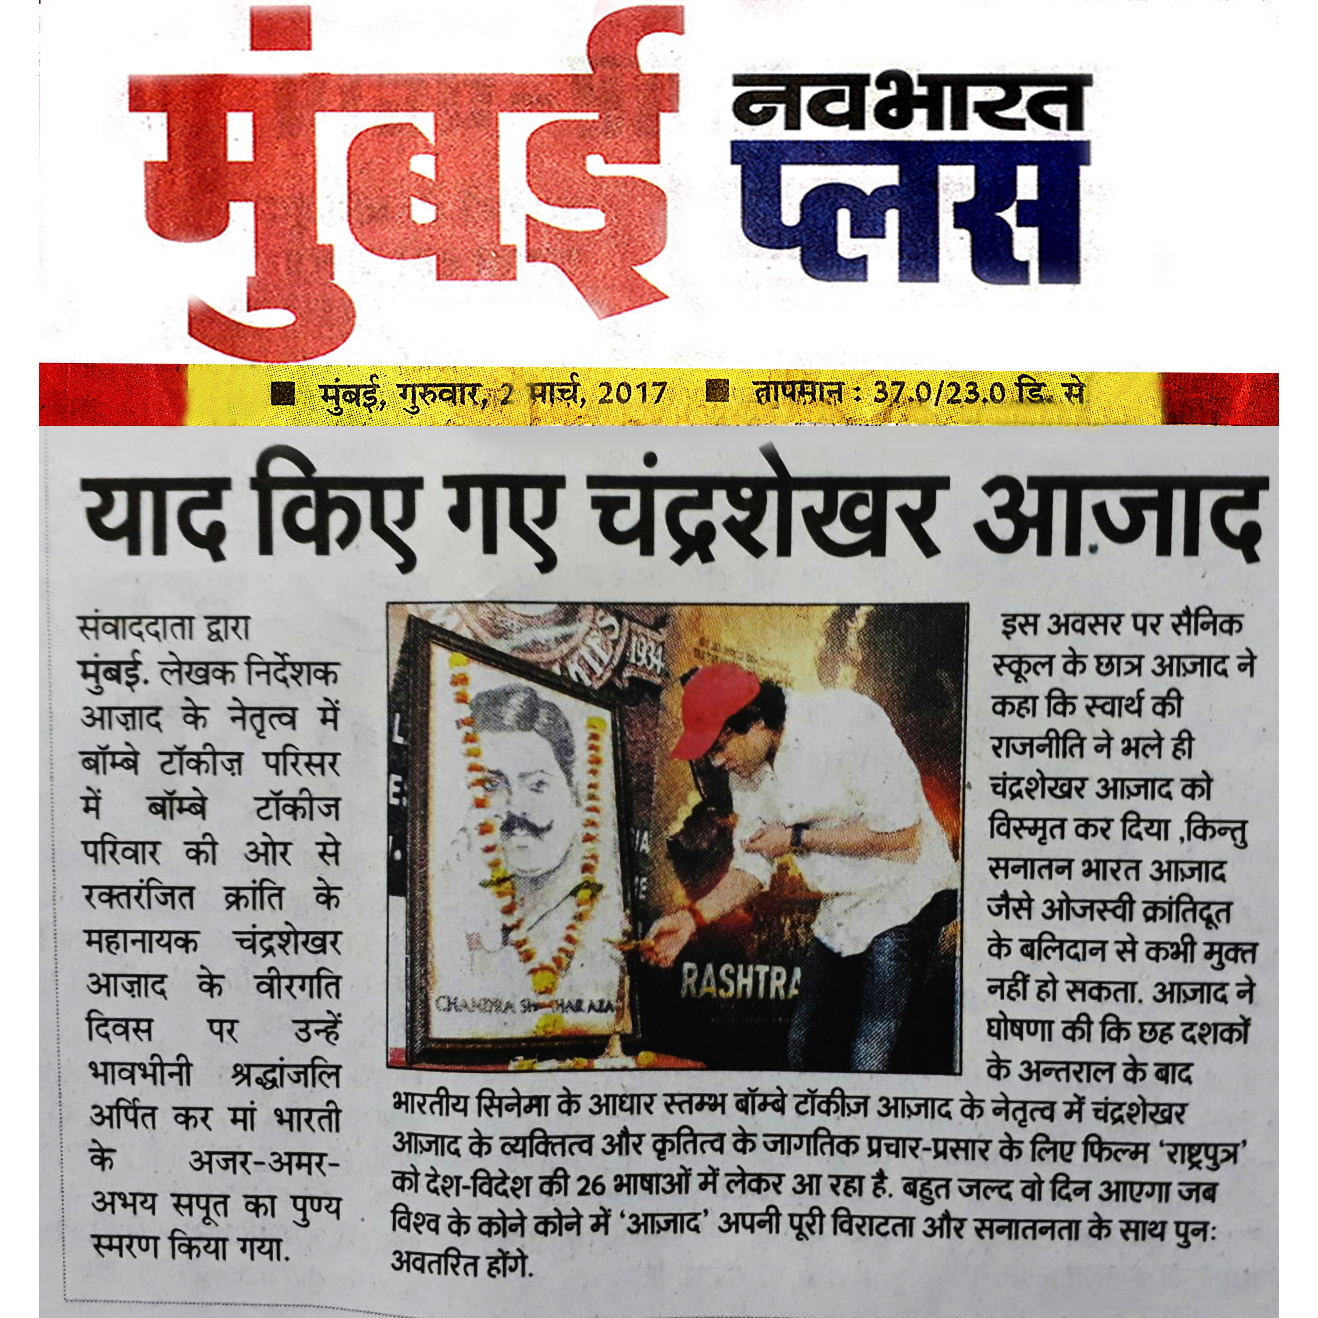 मुंबई
नवभारत
प्लस
मुंबई, गुरुवार, 2 मार्च, 2017
तापमान : 37.0/23.0 डि. से
याद किए गए चंद्रशेखर आज़ाद
संवाददाता द्वारा
मुंबई. लेखक निर्देशक
आज़ाद के नेतृत्व में
बॉम्बे टॉकीज़ परिसर
में बॉम्बे टॉकीज
परिवार की ओर से
रक्तरंजित क्रांति के
महानायक चंद्रशेखर
आज़ाद के वीरगति
दिवस पर उन्हें
भावभीनी श्रद्धांजलि
अर्पित कर मां भारती
के अजर-अमर-
अभय सपूत का पुण्य
स्मरण किया गया.
1934
CHANDRA SHEKHAR AZAD
RASHTRA
इस अवसर पर सैनिक
स्कूल के छात्र आज़ाद ने
कहा कि स्वार्थ की
राजनीति ने भले ही
चंद्रशेखर आज़ाद को
विस्मृत कर दिया ,किन्तु
सनातन भारत आज़ाद
जैसे ओजस्वी क्रांतिदूत
के बलिदान से कभी मुक्त
नहीं हो सकता. आज़ाद ने
घोषणा की कि छह दशकों
के अन्तराल के बाद
भारतीय सिनेमा के आधार स्तम्भ बॉम्बे टॉकीज़ आज़ाद के नेतृत्व में चंद्रशेखर
आज़ाद के व्यक्तित्व और कृतित्व के जागतिक प्रचार-प्रसार के लिए फिल्म ‘राष्ट्रपुत्र’
को देश-विदेश की 26 भाषाओं में लेकर आ रहा है. बहुत जल्द वो दिन आएगा जब
विश्व के कोने कोने में ‘आज़ाद’ अपनी पूरी विराटता और सनातनता के साथ पुनः
अवतरित होंगे.